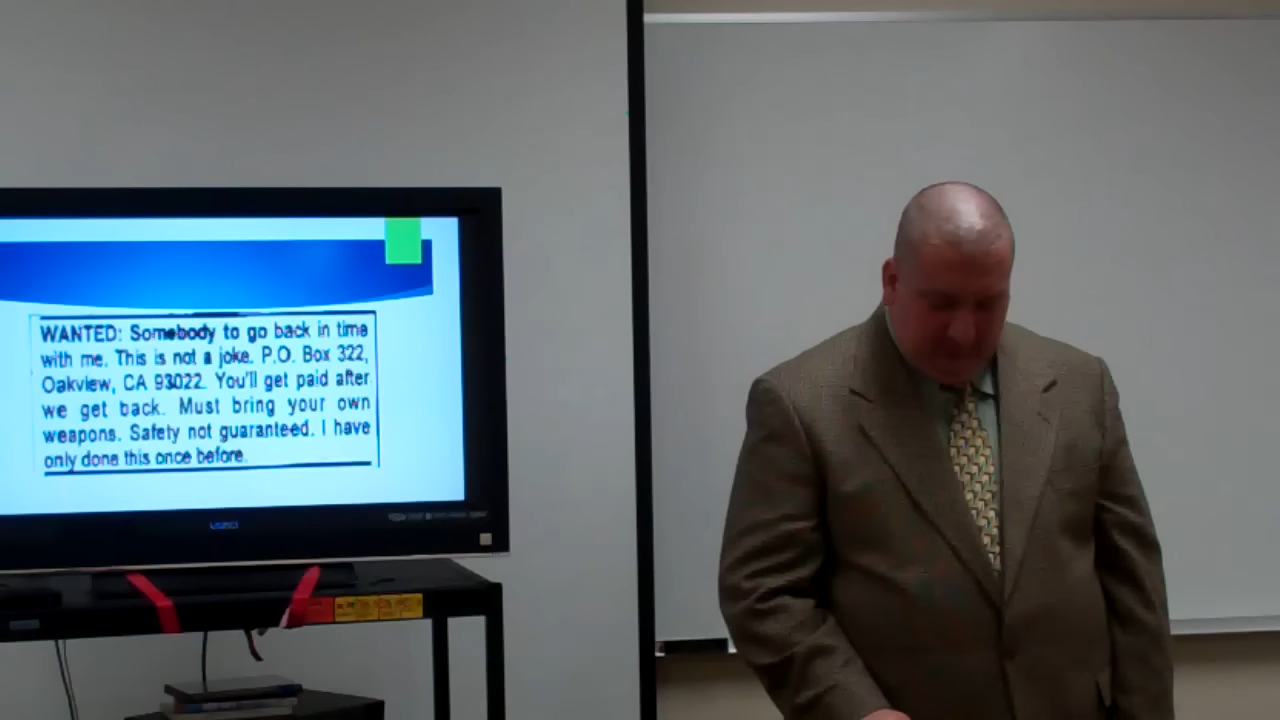 WANTED: Somebody to go back in time
with me. This is not a joke. P.O. Box 322,
Oakview, CA 93022. You'll get paid after
we get back. Must bring your own
weapons. Safety not guaranteed. I have
only done this once before.
VIZIO